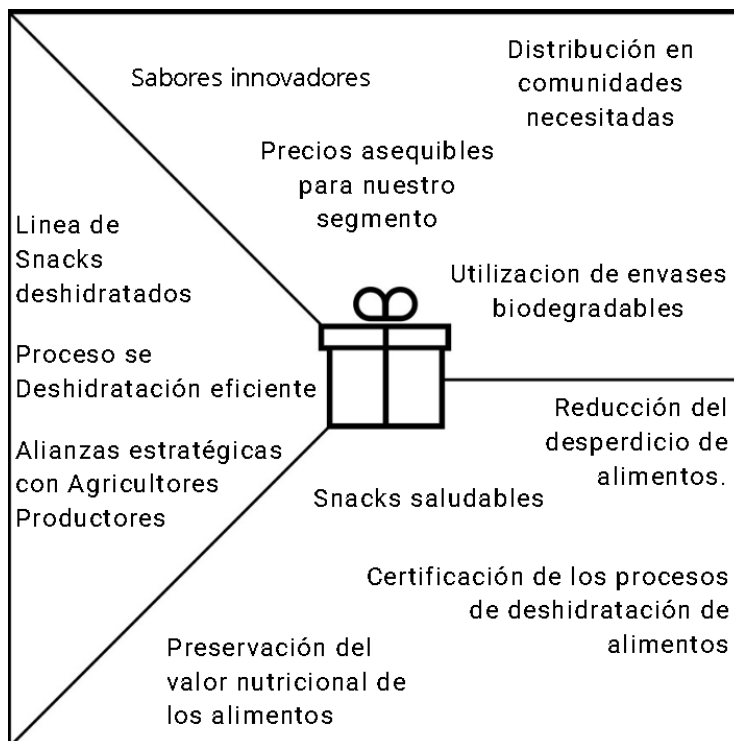 Sabores innovadores
Distribución en
comunidades
necesitadas
Precios asequibles
para nuestro
segmento
Utilizacion de envases
biodegradables
Linea de
Snacks
deshidratados
Proceso se
Deshidratación eficiente
Alianzas estratégicas
con Agricultores
Productores
Reducción del
desperdicio de
alimentos.
Snacks saludables
Certificación de los procesos
de deshidratación de
alimentos
Preservación del
valor nutricional de
los alimentos